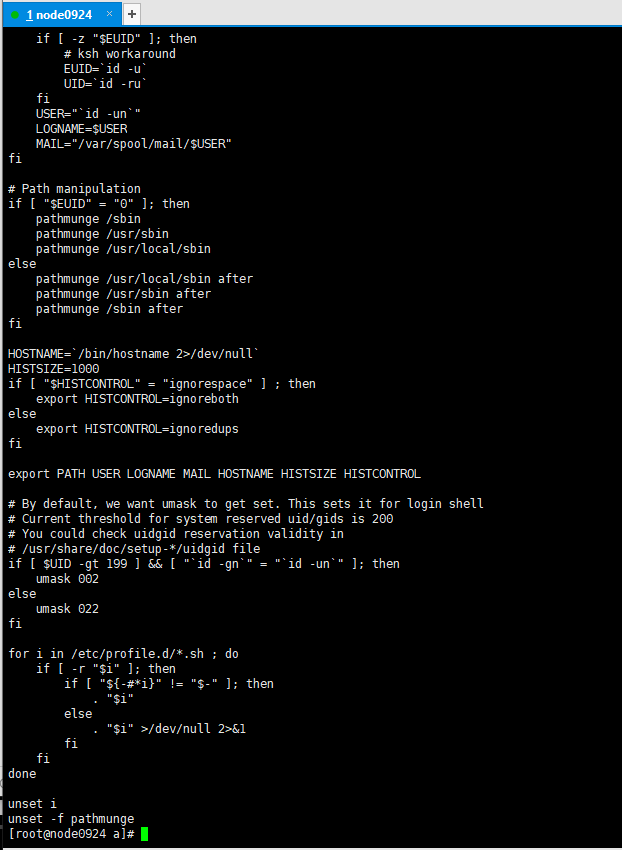 1 node0924 × +
    if [ -z "$EUID" ]; then
        # ksh workaround
        EUID=`id -u`
        UID=`id -ru`
    fi
    USER="`id -un`"
    LOGNAME=$USER
    MAIL="/var/spool/mail/$USER"
fi

# Path manipulation
if [ "$EUID" = "0" ]; then
    pathmunge /sbin
    pathmunge /usr/sbin
    pathmunge /usr/local/sbin
else
    pathmunge /usr/local/sbin after
    pathmunge /usr/sbin after
    pathmunge /sbin after
fi

HOSTNAME=`/bin/hostname 2>/dev/null`
HISTSIZE=1000
if [ "$HISTCONTROL" = "ignorespace" ] ; then
    export HISTCONTROL=ignoreboth
else
    export HISTCONTROL=ignoredups
fi

export PATH USER LOGNAME MAIL HOSTNAME HISTSIZE HISTCONTROL

# By default, we want umask to get set. This sets it for login shell
# Current threshold for system reserved uid/gids is 200
# You could check uidgid reservation validity in
# /usr/share/doc/setup-*/uidgid file
if [ $UID -gt 199 ] && [ "`id -gn`" = "`id -un`" ]; then
    umask 002
else
    umask 022
fi

for i in /etc/profile.d/*.sh ; do
    if [ -r "$i" ]; then
        if [ "${-#*i}" != "$-" ]; then
            . "$i"
        else
            . "$i" >/dev/null 2>&1
        fi
    fi
done

unset i
unset -f pathmunge
[root@node0924 a]#